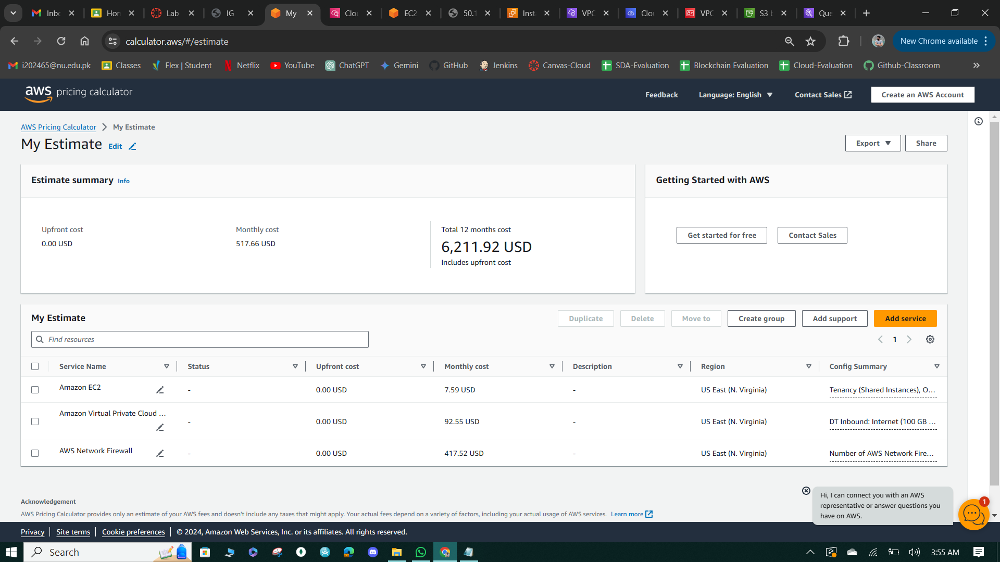 Inbc
Hon
Lab
IG
My
Clou
EC2
50.1
Inst
VPC
Clou
VPC
S3 b
Que
calculator.aws/#/estimate
New Chrome available
i202465@nu.edu.pk
Classes
Flex | Student
Netflix
YouTube
ChatGPT
Gemini
GitHub
Jenkins
Canvas-Cloud
SDA-Evaluation
Blockchain Evaluation
Cloud-Evaluation
Github-Classroom
aws pricing calculator
Feedback
Language: English
Contact Sales
Create an AWS Account
AWS Pricing Calculator
My Estimate
My Estimate
Edit
Export
Share
Estimate summary
Info
Upfront cost
0.00 USD
Monthly cost
517.66 USD
Total 12 months cost
6,211.92 USD
Includes upfront cost
Getting Started with AWS
Get started for free
Contact Sales
My Estimate
Duplicate
Delete
Move to
Create group
Add support
Add service
Find resources
1
Service Name
Status
Upfront cost
Monthly cost
Description
Region
Config Summary
Amazon EC2
-
0.00 USD
7.59 USD
-
US East (N. Virginia)
Tenancy (Shared Instances), O...
Amazon Virtual Private Cloud ...
-
0.00 USD
92.55 USD
-
US East (N. Virginia)
DT Inbound: Internet (100 GB ...
AWS Network Firewall
-
0.00 USD
417.52 USD
-
US East (N. Virginia)
Number of AWS Network Fire...
Hi, I can connect you with an AWS
representative or answer questions you
have on AWS.
1
Acknowledgement
AWS Pricing Calculator provides only an estimate of your AWS fees and doesn't include any taxes that might apply. Your actual fees depend on a variety of factors, including your actual usage of AWS services. Learn more
Privacy
Site terms
Cookie preferences
© 2024, Amazon Web Services, Inc. or its affiliates. All rights reserved.
Search
3:55 AM